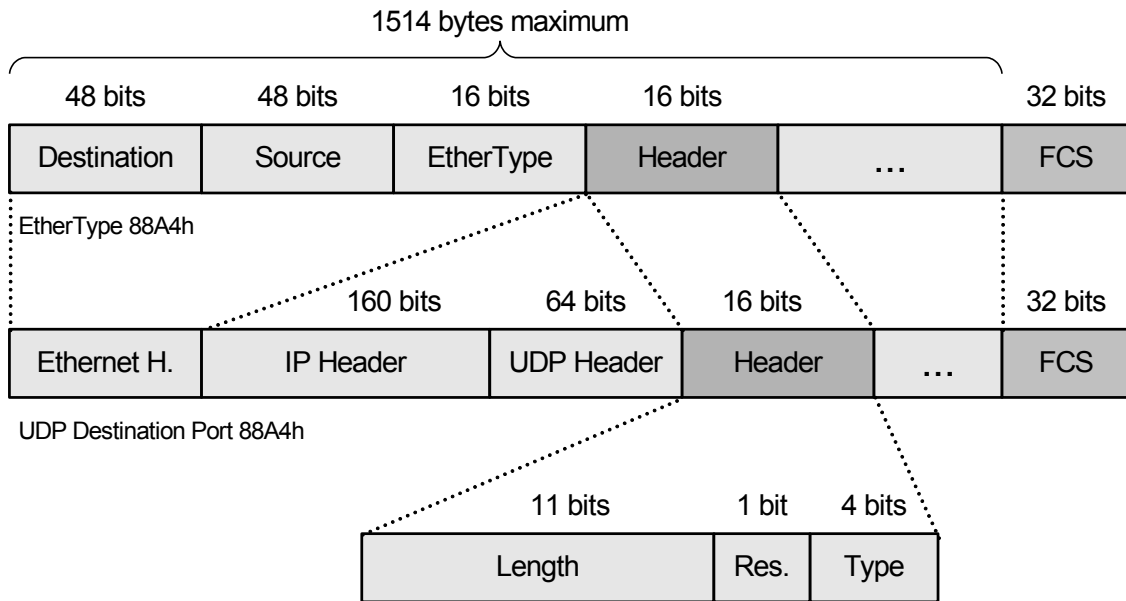 1514 bytes maximum
48 bits 48 bits 16 bits 16 bits 32 bits
Destination Source EtherType Header ... FCS
EtherType 88A4h
160 bits 64 bits 16 bits 32 bits
Ethernet H. IP Header UDP Header Header ... FCS
UDP Destination Port 88A4h
11 bits 1 bit 4 bits
Length Res. Type